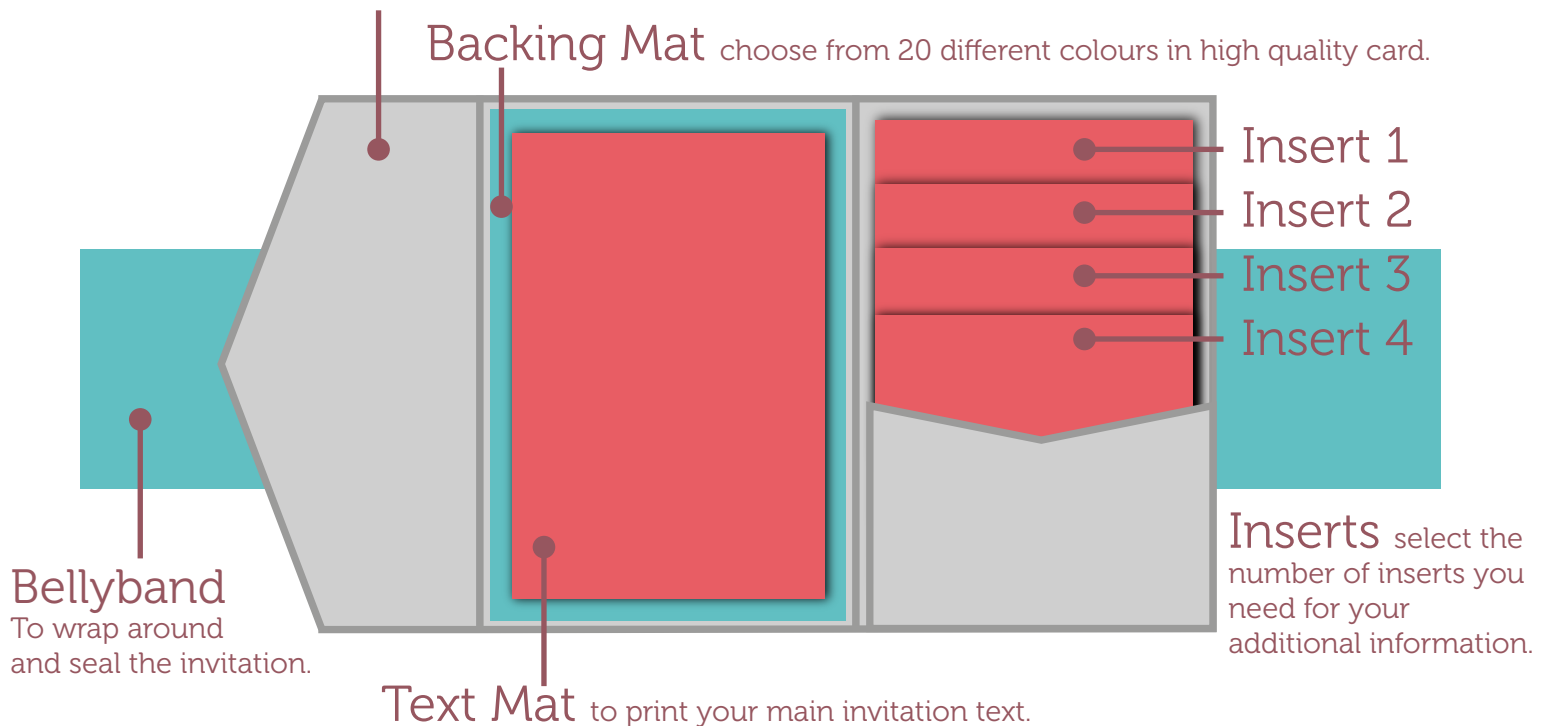 Backing Mat choose from 20 different colours in high quality card.
Insert 1
Insert 2
Insert 3
Insert 4
Inserts select the
number of inserts you
need for your
additional information.
Bellyband
To wrap around
and seal the invitation.
Text Mat to print your main invitation text.